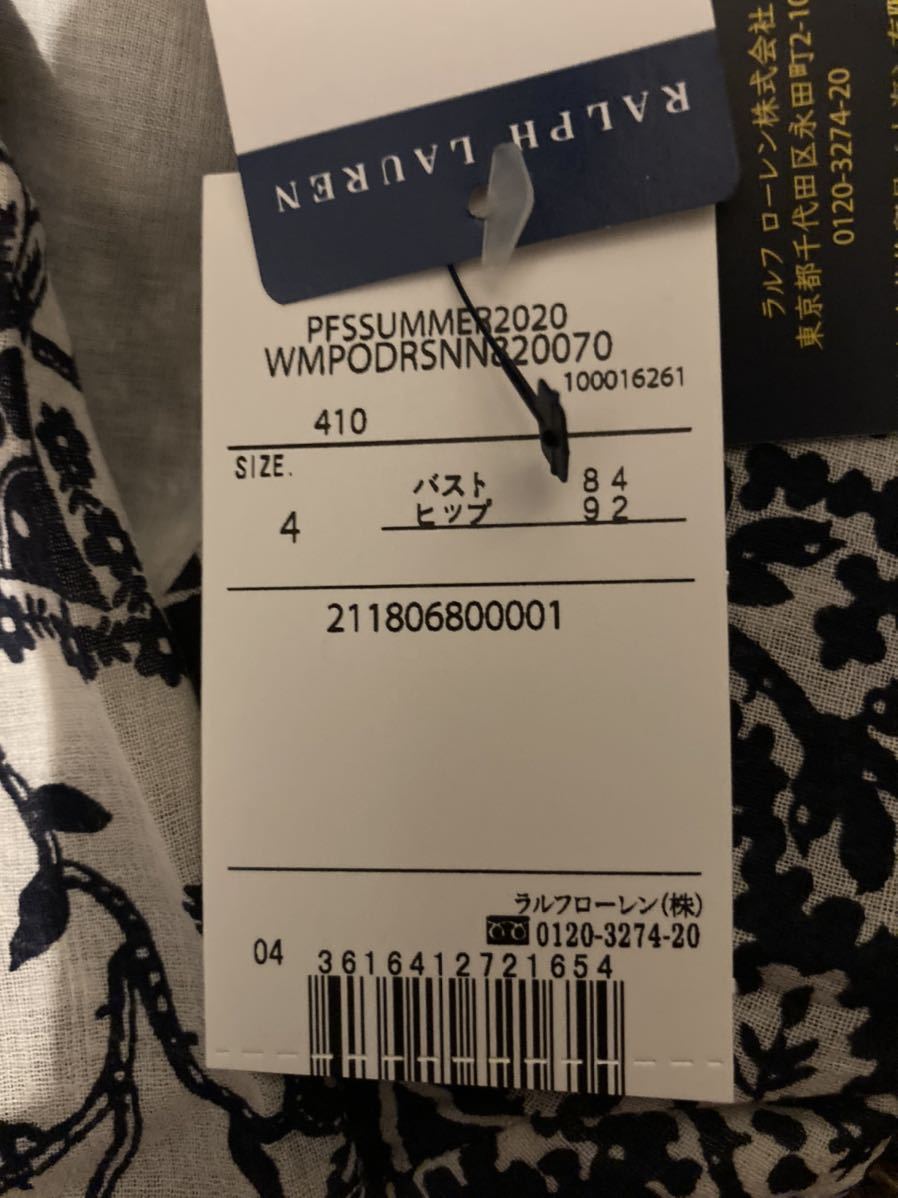 RALPH LAUREN
PFSSUMMER2020
WMPODRSNNN820070
100016261
410
SIZE.
4
バスト 84
ヒップ 92
211806800001
ラルフローレン(株)
0120-3274-20
04
3616412721654
ラルフ ローレン株式会社
東京都千代田区永田町2-10
0120-3274-20